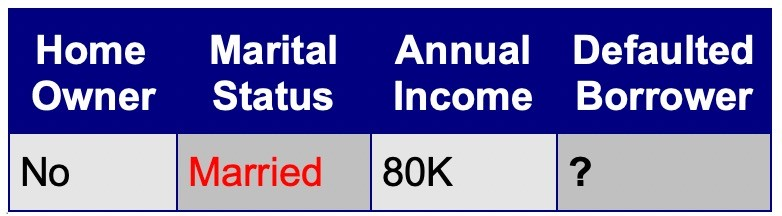 Home Marital Annual Defaulted
Owner Status Income Borrower
No Married 80K ?